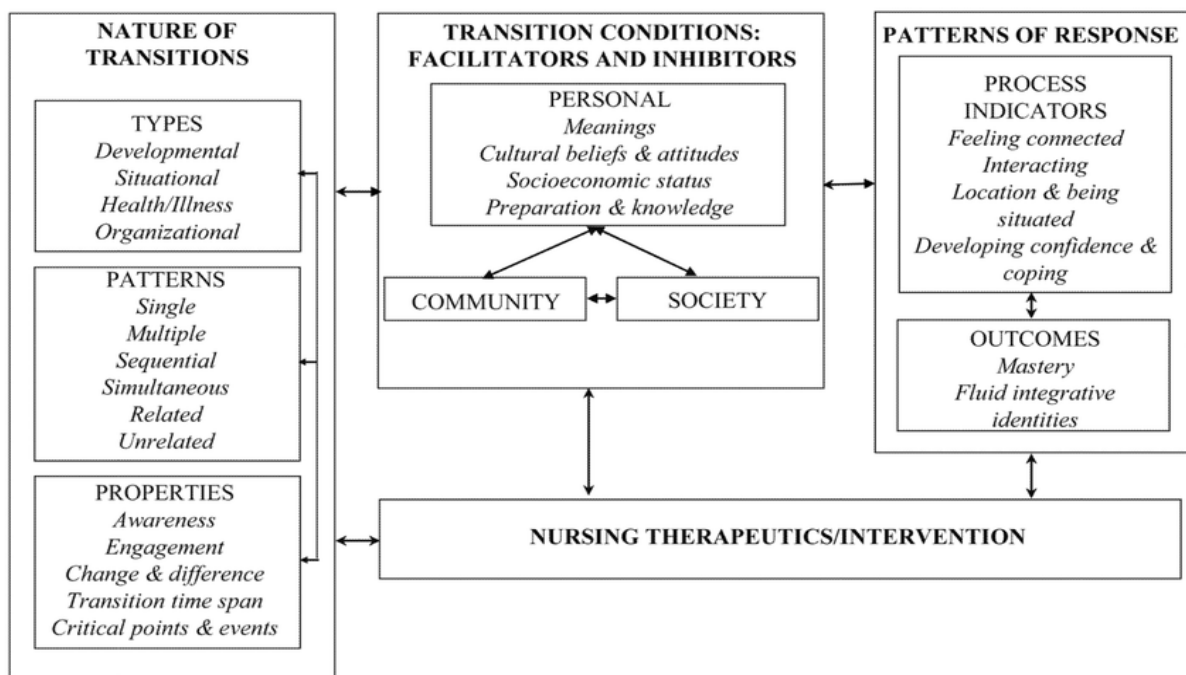 NATURE OF
TRANSITIONS
TYPES
Developmental
Situational
Health/Illness
Organizational
PATTERNS
Single
Multiple
Sequential
Simultaneous
Related
Unrelated
PROPERTIES
Awareness
Engagement
Change & difference
Transition time span
Critical points & events
TRANSITION CONDITIONS:
FACILITATORS AND INHIBITORS
PERSONAL
Meanings
Cultural beliefs & attitudes
Socioeconomic status
Preparation & knowledge
COMMUNITY
SOCIETY
PATTERNS OF RESPONSE
PROCESS
INDICATORS
Feeling connected
Interacting
Location & being
situated
Developing confidence &
coping
OUTCOMES
Mastery
Fluid integrative
identities
NURSING THERAPEUTICS/INTERVENTION